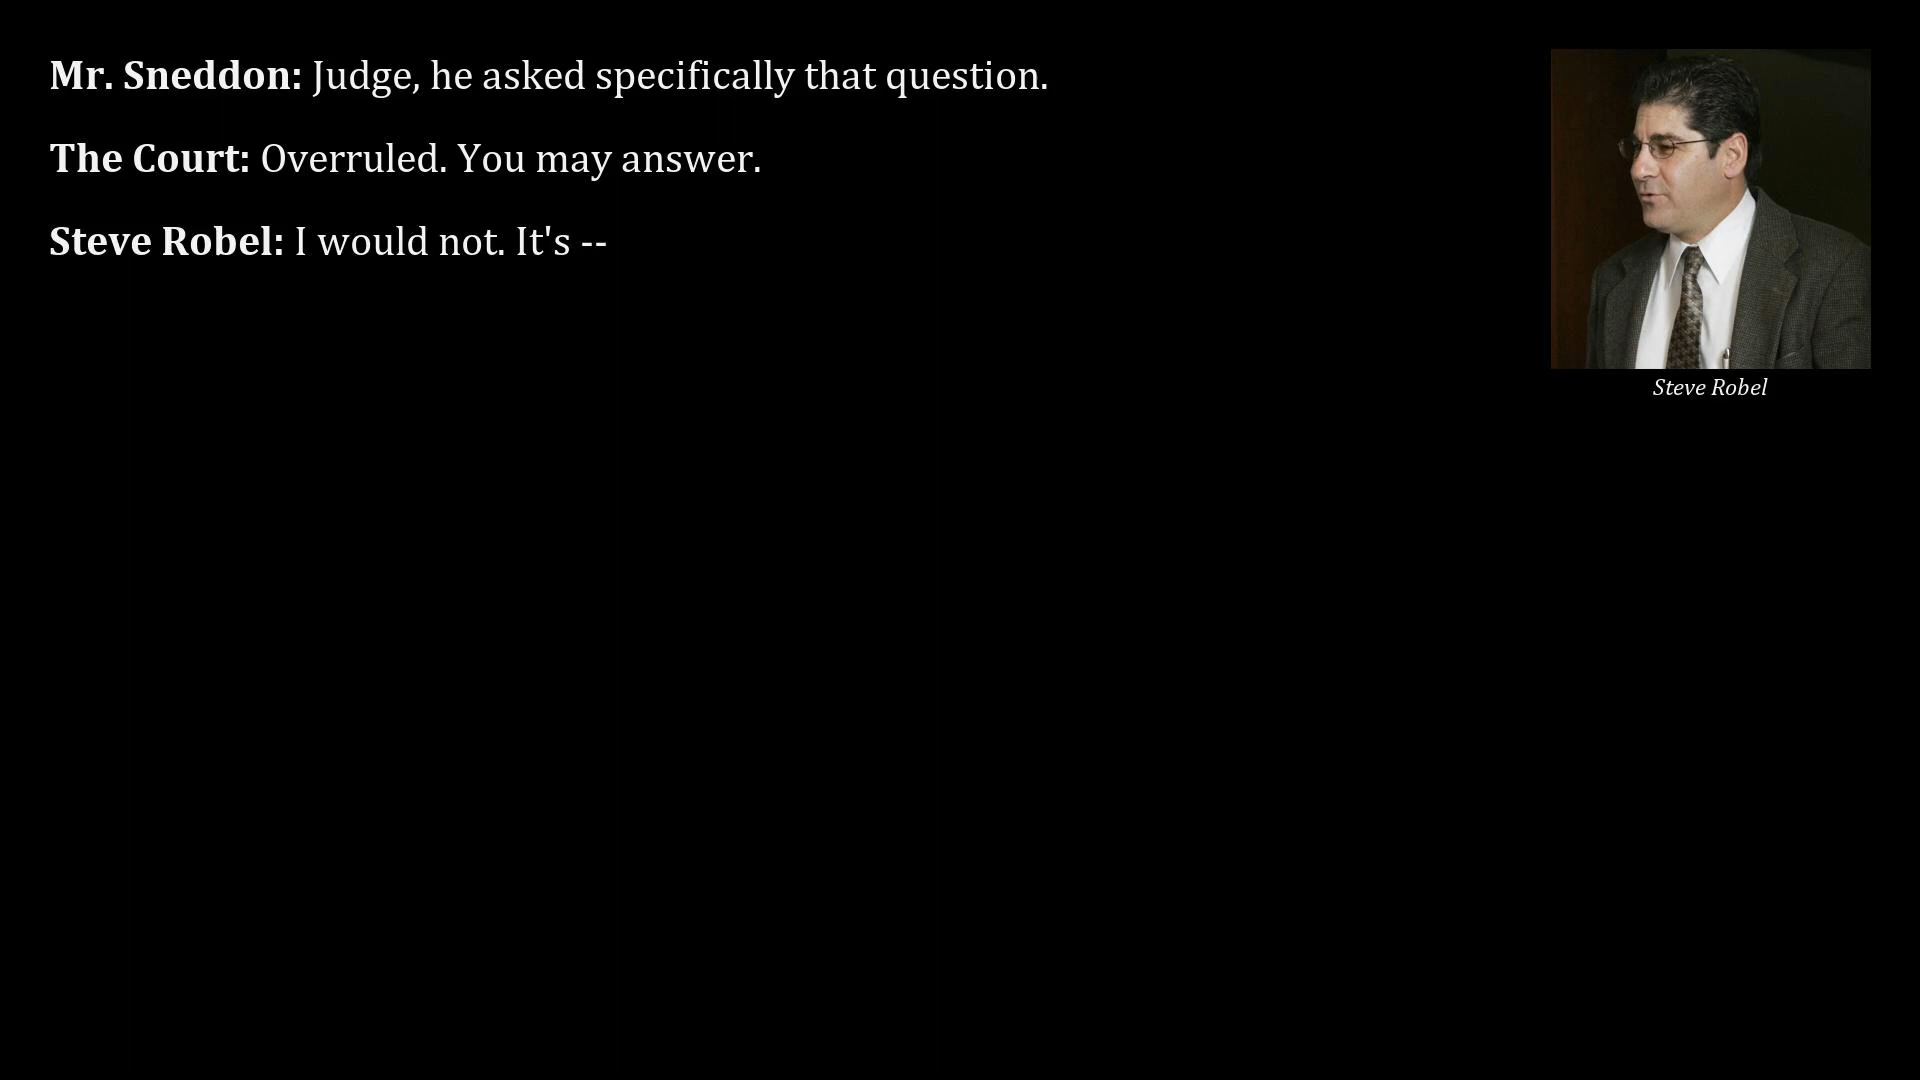 Mr. Sneddon: Judge, he asked specifically that question.
The Court: Overruled. You may answer.
Steve Robel: I would not. It's --
Steve Robel